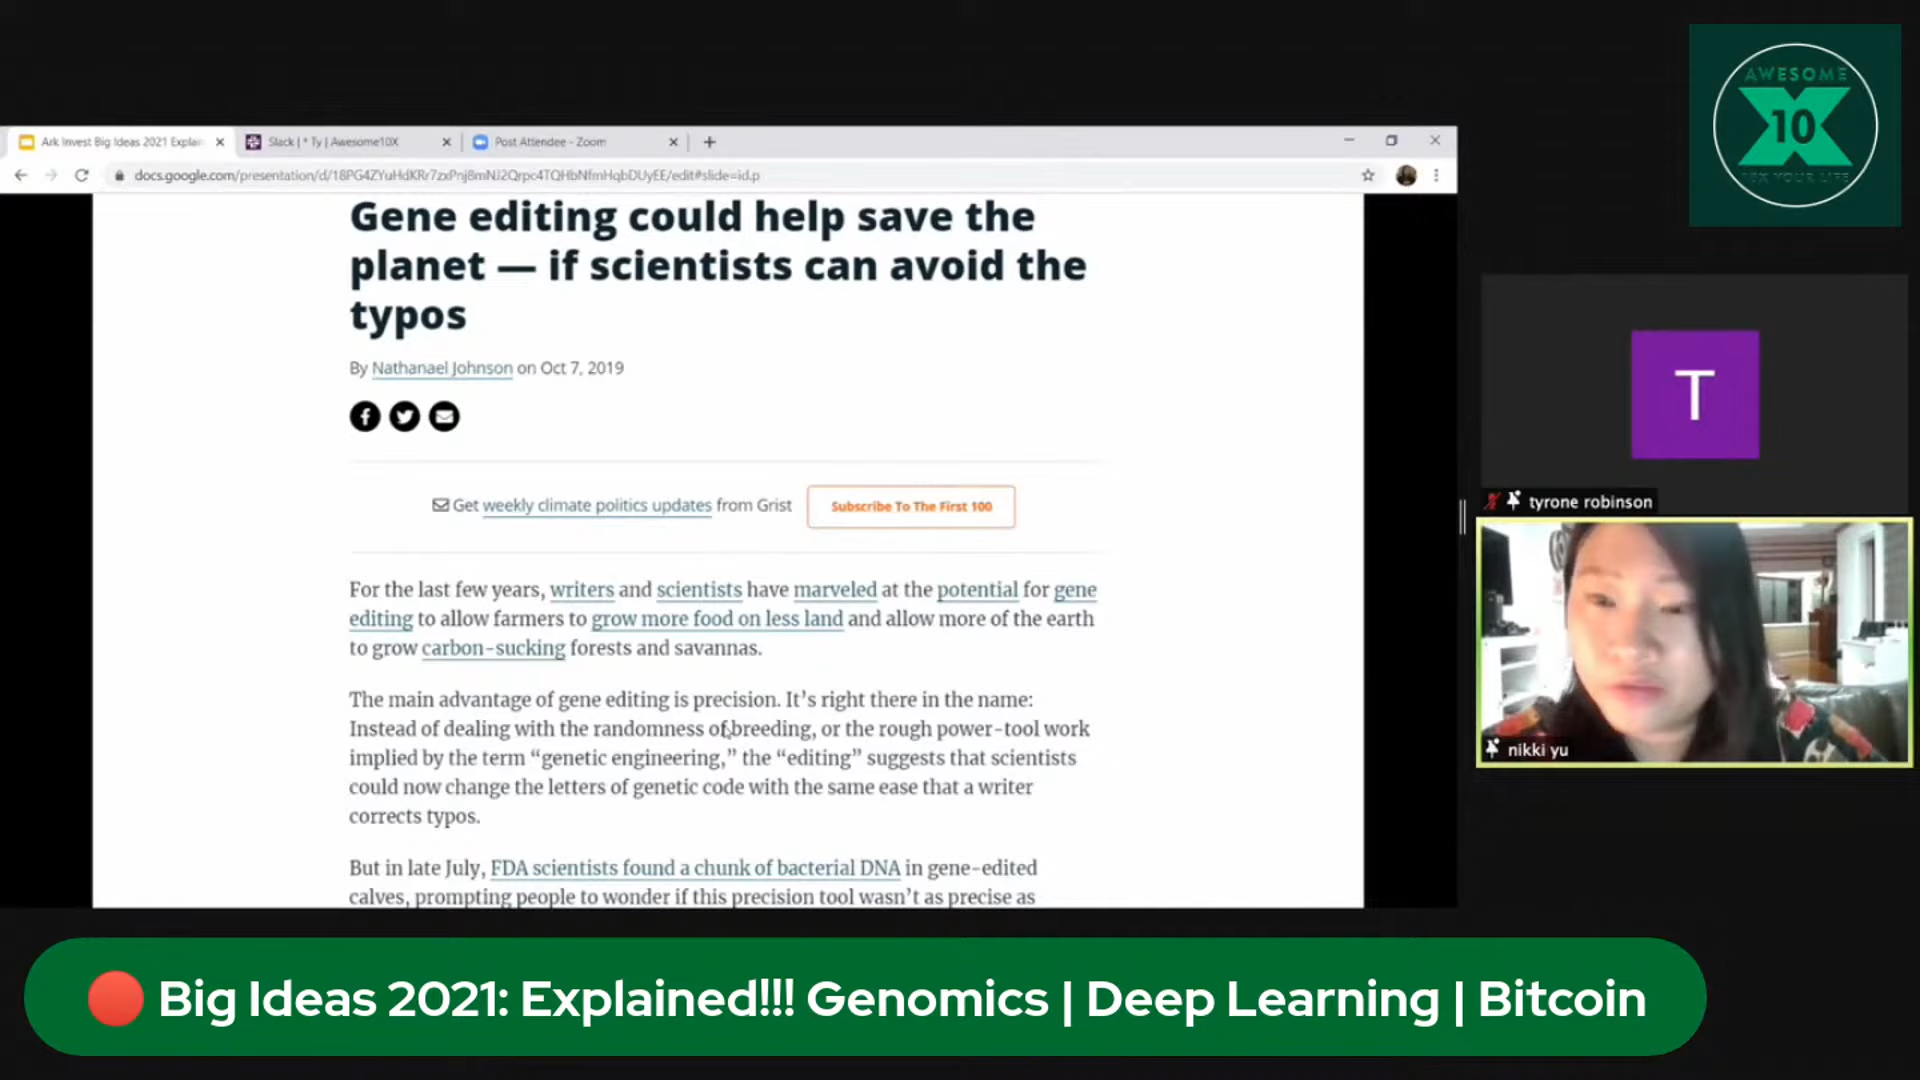 AWESOME
10
10X YOUR LIFE
Ark Invest Big Ideas 2021 Explain
Slack | * Ty | Awesome10X
Post Attendee - Zoom
docs.google.com/presentation/d/18PG4ZYuHdKRr7zxPnj8mNJ2Qrpc4TQHbNfmHqbDUyEE/edit#slide=id.p
Gene editing could help save the
planet — if scientists can avoid the
typos
By Nathanael Johnson on Oct 7, 2019
Get weekly climate politics updates from Grist
Subscribe To The First 100
For the last few years, writers and scientists have marveled at the potential for gene
editing to allow farmers to grow more food on less land and allow more of the earth
to grow carbon-sucking forests and savannas.
The main advantage of gene editing is precision. It’s right there in the name:
Instead of dealing with the randomness of breeding, or the rough power-tool work
implied by the term “genetic engineering,” the “editing” suggests that scientists
could now change the letters of genetic code with the same ease that a writer
corrects typos.
But in late July, FDA scientists found a chunk of bacterial DNA in gene-edited
calves, prompting people to wonder if this precision tool wasn’t as precise as
T
tyrone robinson
nikki yu
Big Ideas 2021: Explained!!! Genomics | Deep Learning | Bitcoin